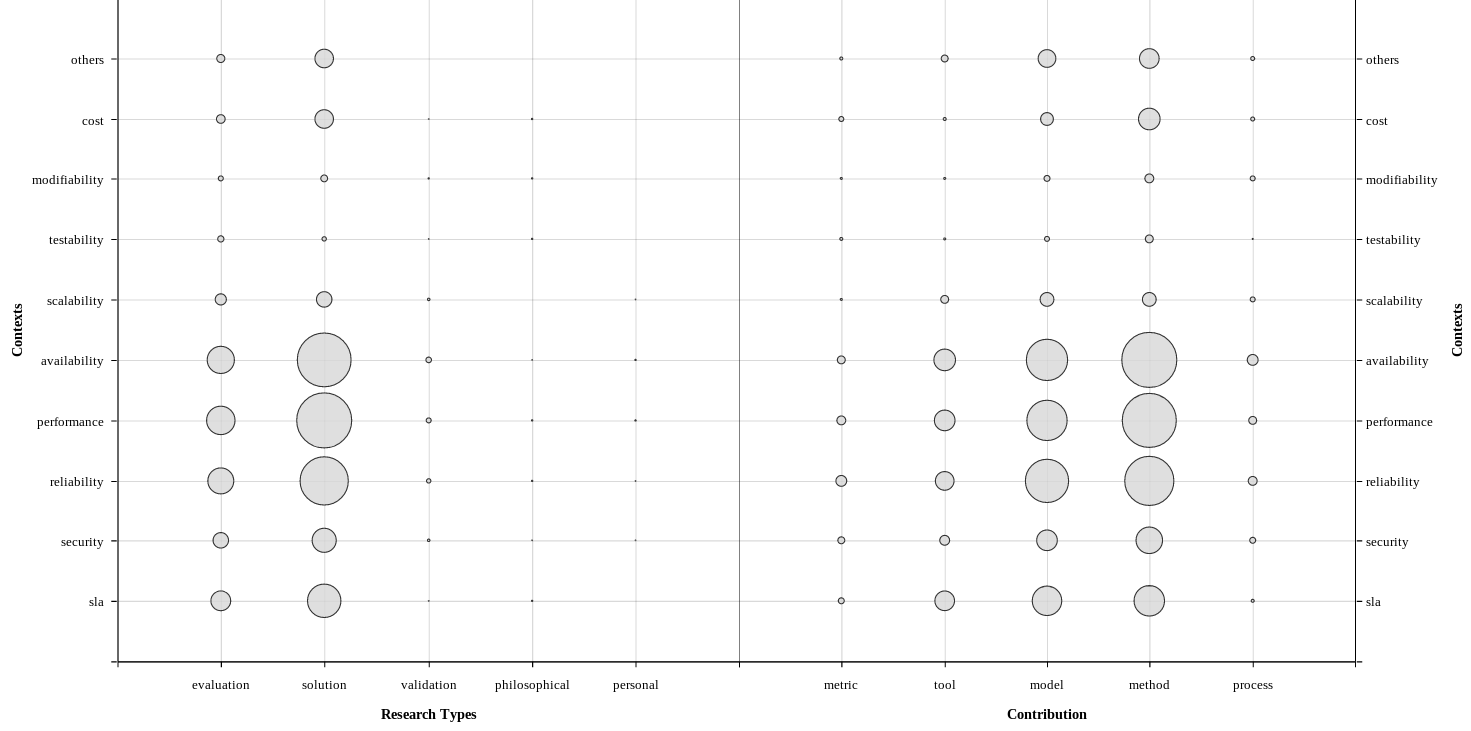 others others
cost cost
modifiability modifiability
testability testability
scalability scalability
Contexts Contexts
availability availability
performance performance
reliability reliability
security security
sla sla
evaluation solution validation philosophical personal metric tool model method process
Research Types Contribution